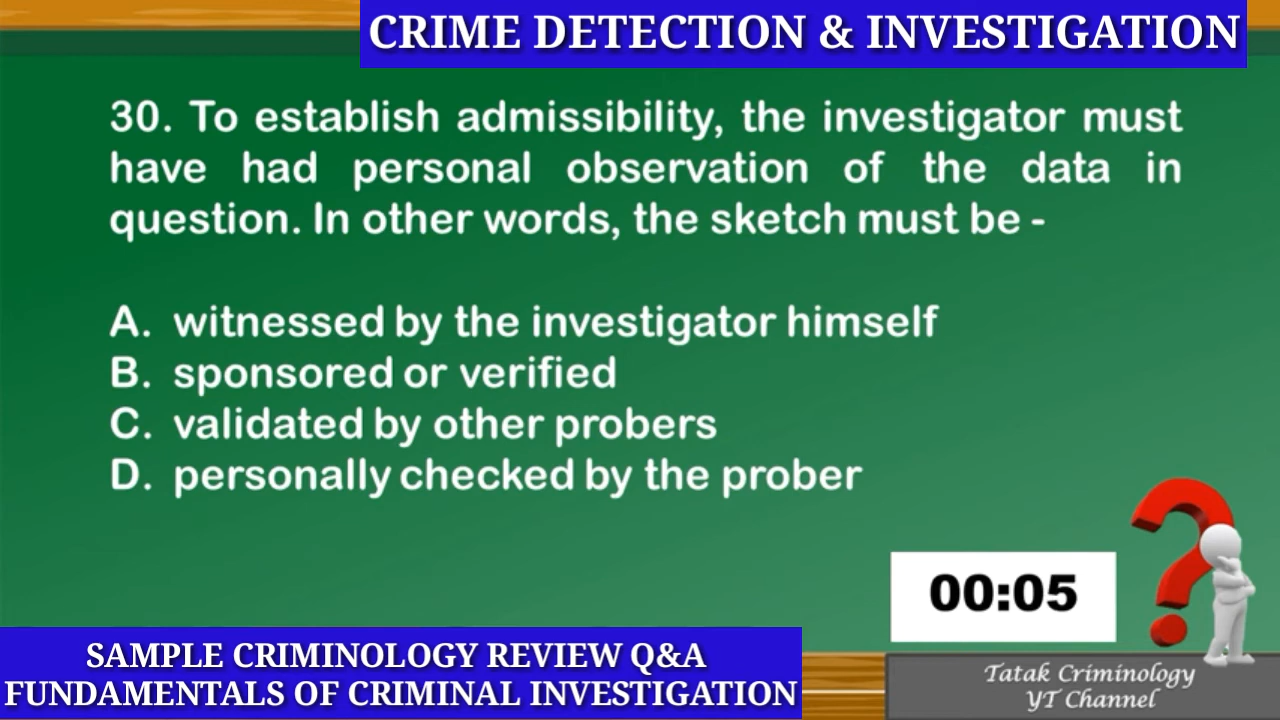 CRIME DETECTION & INVESTIGATION
30. To establish admissibility, the investigator must
have had personal observation of the data in
question. In other words, the sketch must be -
A. witnessed by the investigator himself
B. sponsored or verified
C. validated by other probers
D. personally checked by the prober
00:05
SAMPLE CRIMINOLOGY REVIEW Q&A
FUNDAMENTALS OF CRIMINAL INVESTIGATION
Tatak Criminology
YT Channel